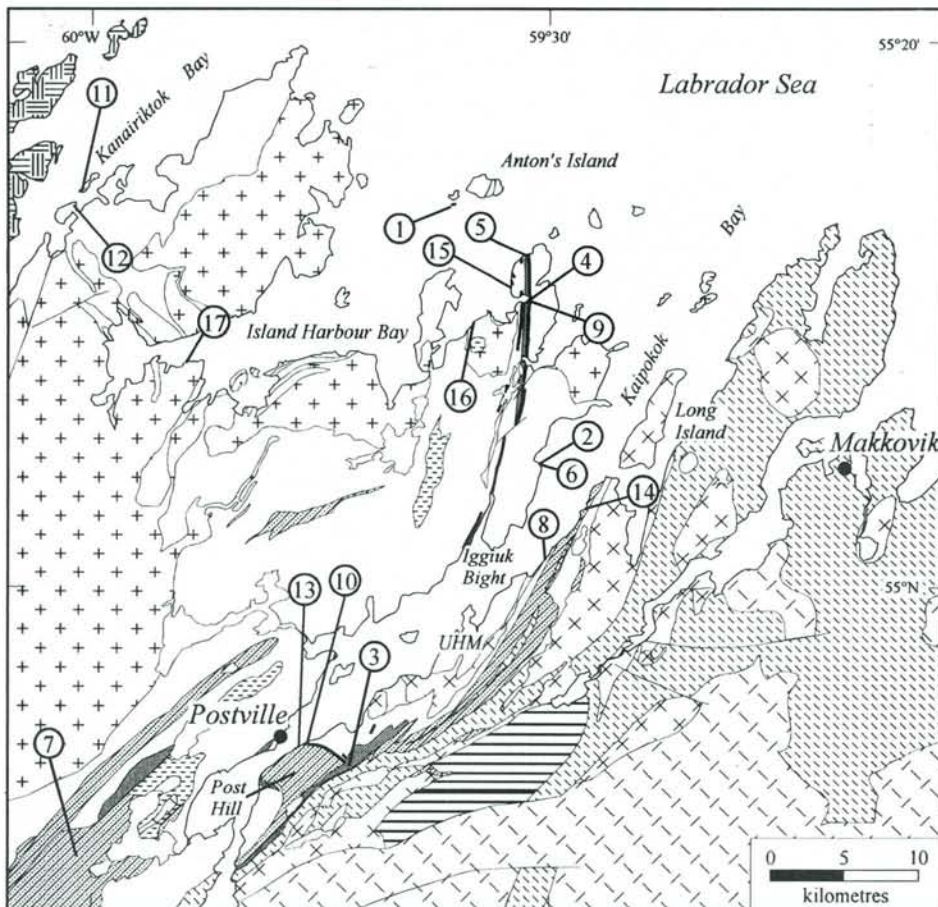 60°W
59°30'
55°20'
Labrador Sea
Kanairiktok Bay
11
Anton's Island
1
5
15
4
Bay
12
17
Island Harbour Bay
9
16
Kaipokok
Long
Island
Makkovik
2
6
14
8
Iggiuk
Bight
55°N
13
10
UHM
3
Postville
7
Post
Hill
0 5 10
kilometres